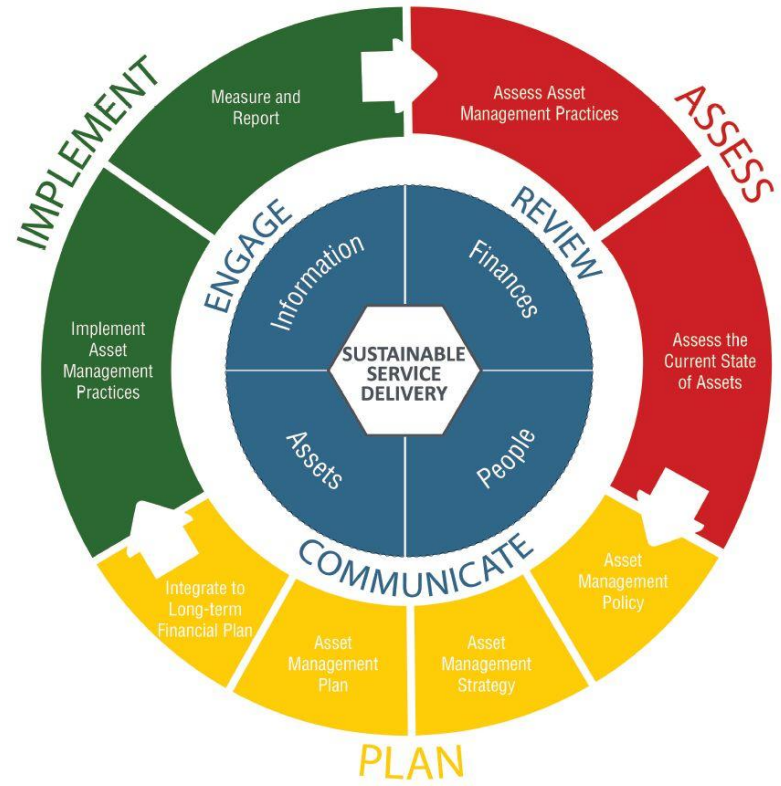 IMPLEMENT
ASSESS
PLAN
Measure and
Report
Assess Asset
Management Practices
Assess the
Current State
of Assets
Asset
Management
Policy
Asset
Management
Strategy
Asset
Management
Plan
Integrate to
Long-term
Financial Plan
Implement
Asset
Management
Practices
ENGAGE
REVIEW
COMMUNICATE
Information
Finances
People
Assets
SUSTAINABLE
SERVICE
DELIVERY